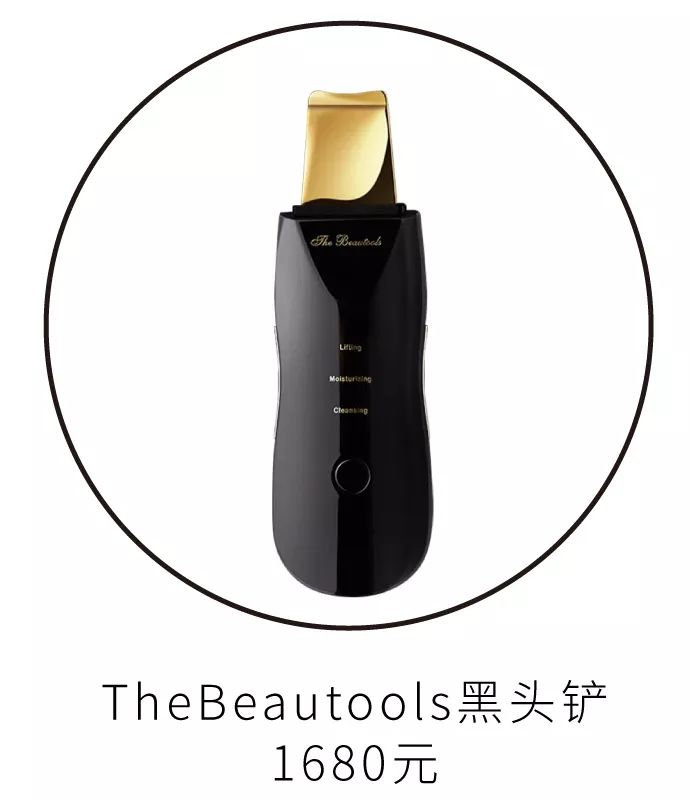 The Beautools
Lifting
Moisturizing
Cleansing
TheBeautools黑头铲
1680元